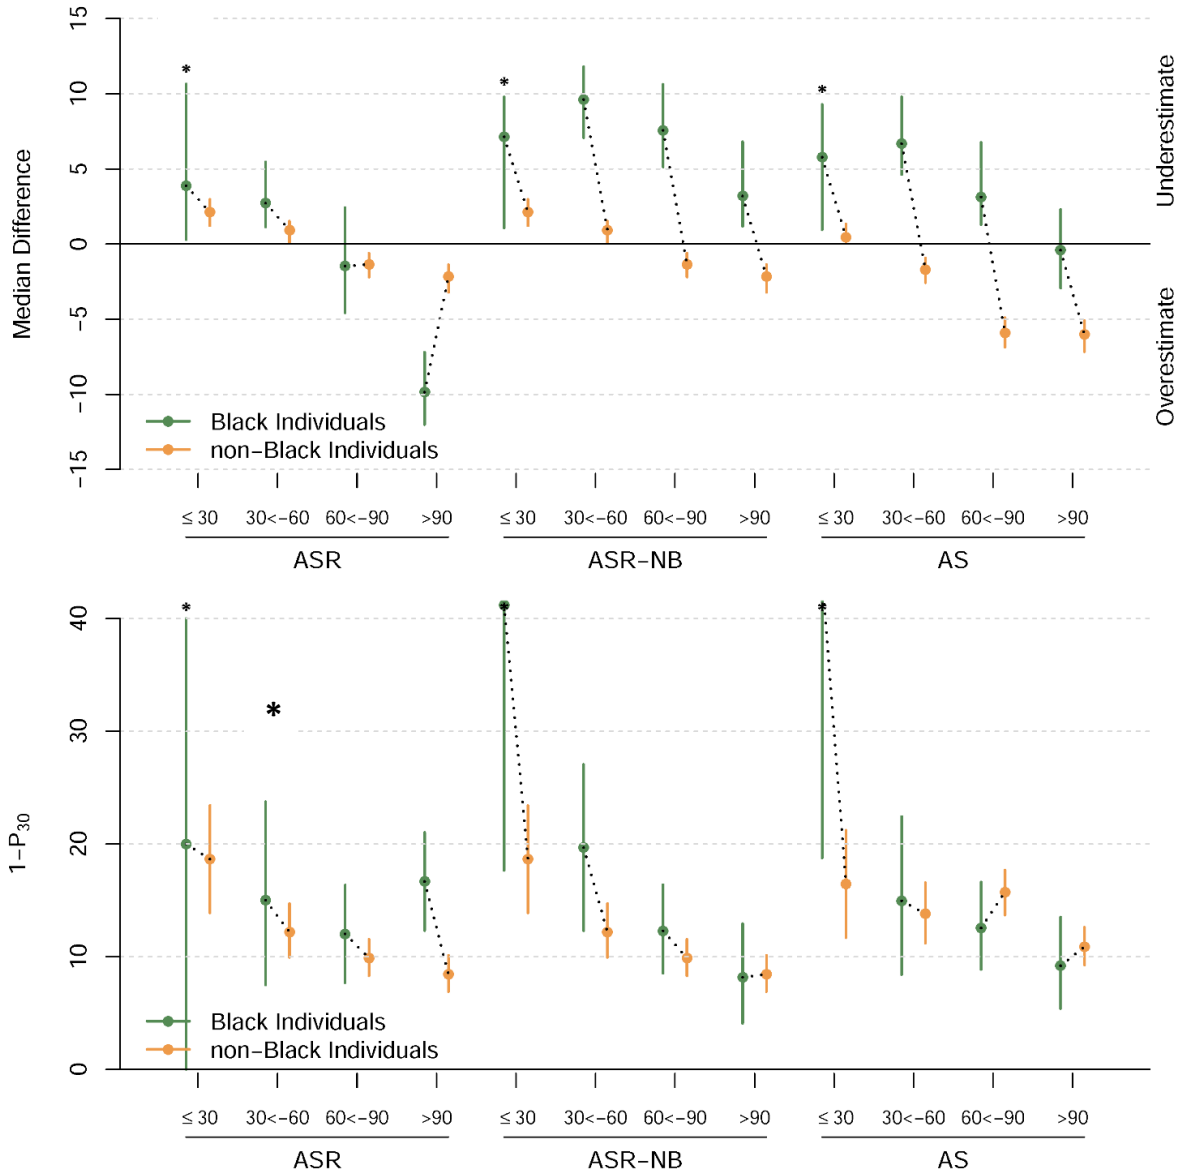 15
10
5
0
−5
−10
−15
Median Difference
Underestimate
Overestimate
*
*
*
Black Individuals
non−Black Individuals
≤ 30 30<−60 60<−90 >90 ≤ 30 30<−60 60<−90 >90 ≤ 30 30<−60 60<−90 >90
ASR ASR−NB AS
40
30
20
10
0
1−P30
*
*
*
*
Black Individuals
non−Black Individuals
≤ 30 30<−60 60<−90 >90 ≤ 30 30<−60 60<−90 >90 ≤ 30 30<−60 60<−90 >90
ASR ASR−NB AS